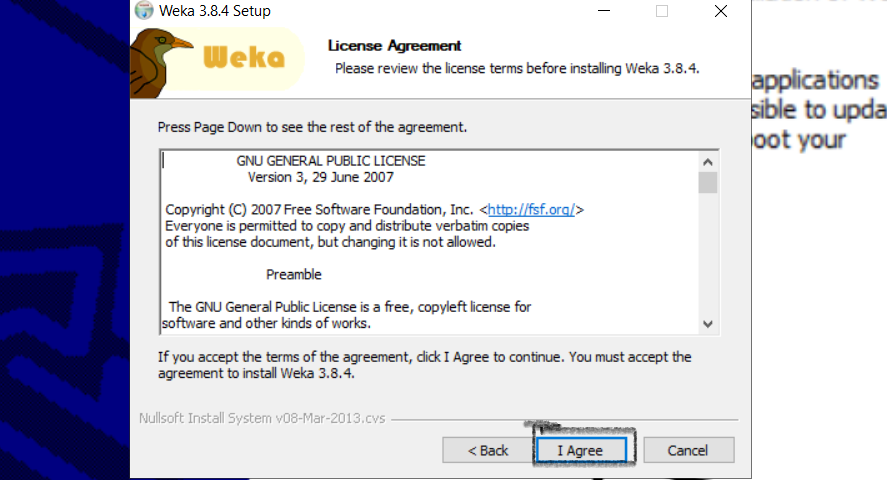 Weka 3.8.4 Setup
Weka
License Agreement
Please review the license terms before installing Weka 3.8.4.
applications
sible to upda
oot your
Press Page Down to see the rest of the agreement.
GNU GENERAL PUBLIC LICENSE
Version 3, 29 June 2007
Copyright (C) 2007 Free Software Foundation, Inc. <http://fsf.org/>
Everyone is permitted to copy and distribute verbatim copies
of this license document, but changing it is not allowed.
Preamble
The GNU General Public License is a free, copyleft license for
software and other kinds of works.
If you accept the terms of the agreement, click I Agree to continue. You must accept the
agreement to install Weka 3.8.4.
Nullsoft Install System v08-Mar-2013.cvs
< Back
I Agree
Cancel